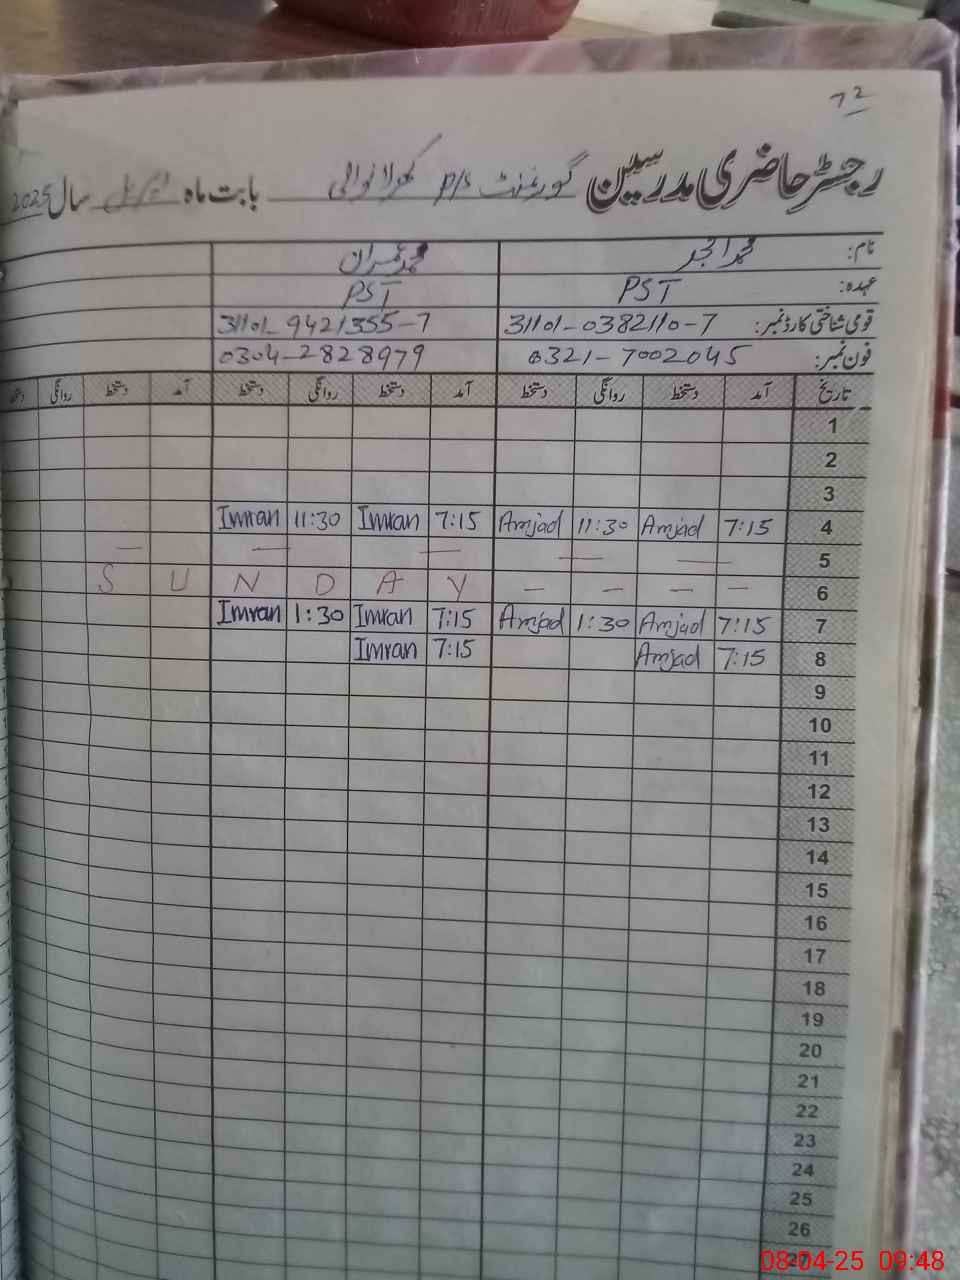 72
رجسٹر حاضری مدرسین گورنمنٹ P/S کھرلانوالی بابت ماہ اپریل سال 2025
نام: محمد امجد محمد عمران
عہدہ: PST PST
قومی شناختی کارڈ نمبر: 31101-0382110-7 31101-9421355-7
فون نمبر: 0321-7002045 0304-2828979
تاریخ آمد دستخط روانگی دستخط آمد دستخط روانگی دستخط آمد دستخط روانگی
1
2
3
4 7:15 Amjad 11:30 Amjad 7:15 Imran 11:30 Imran
5 — — — — —
6 — — — — Y A D N U S
7 7:15 Amjad 1:30 Amjad 7:15 Imran 1:30 Imran
8 7:15 Amjad 7:15 Imran
9
10
11
12
13
14
15
16
17
18
19
20
21
22
23
24
25
26
27
08-04-25 09:48